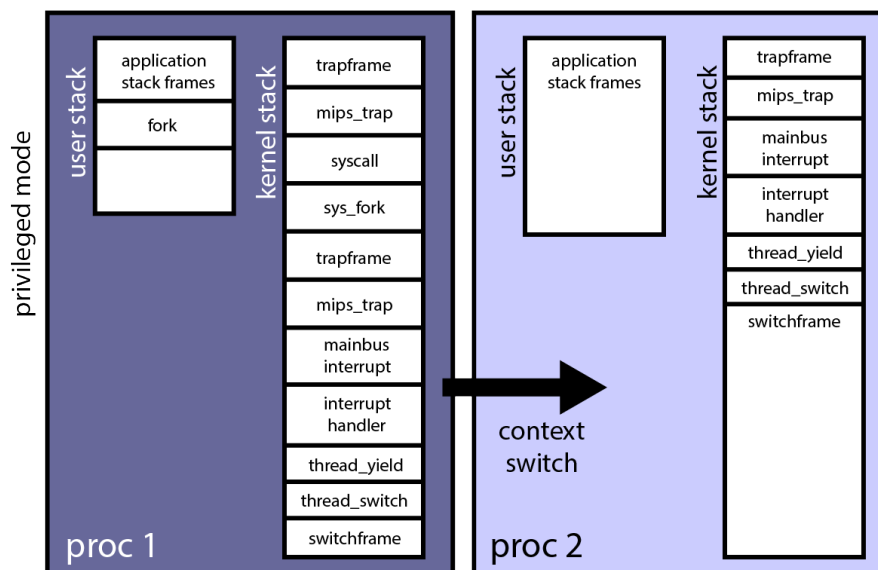 privileged mode
user stack
application
stack frames
fork
kernel stack
trapframe
mips_trap
syscall
sys_fork
trapframe
mips_trap
mainbus
interrupt
interrupt
handler
thread_yield
thread_switch
switchframe
proc 1
context
switch
user stack
application
stack frames
kernel stack
trapframe
mips_trap
mainbus
interrupt
interrupt
handler
thread_yield
thread_switch
switchframe
proc 2